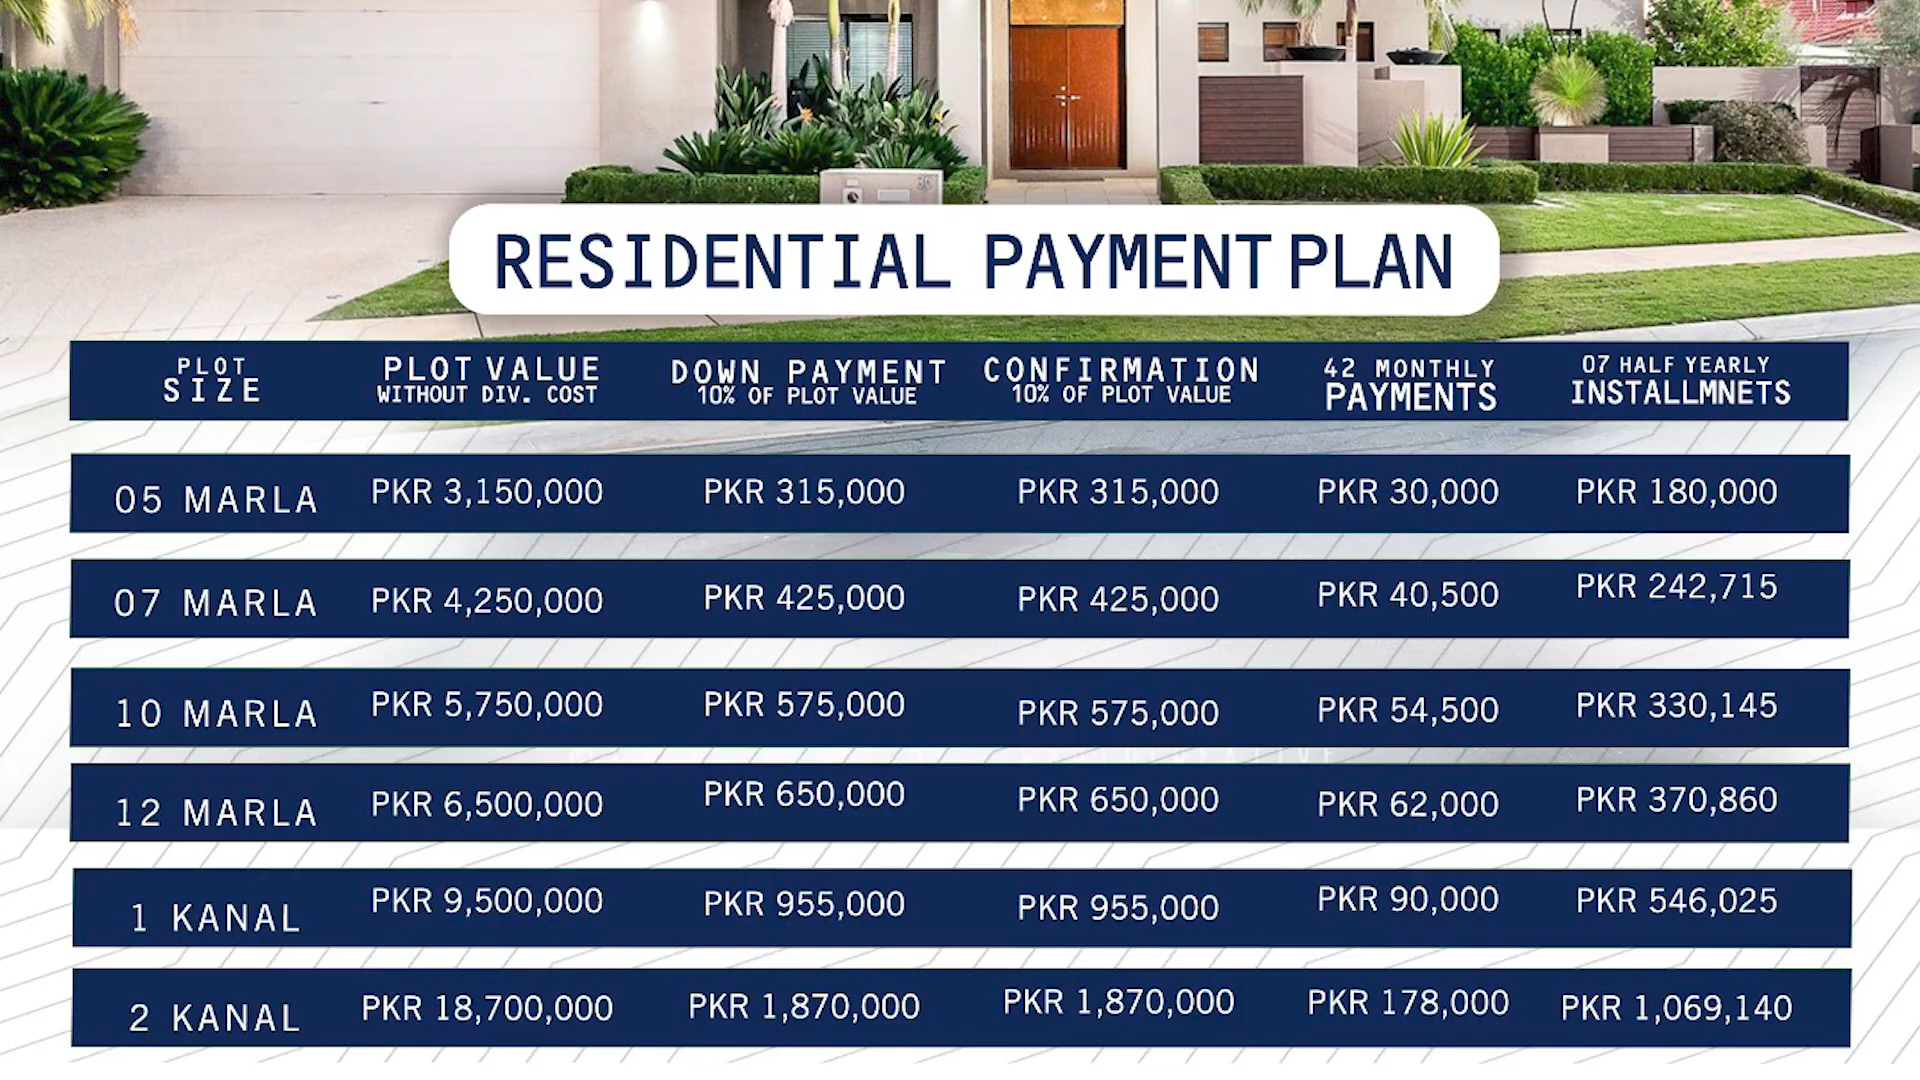 RESIDENTIAL PAYMENT PLAN
PLOT SIZE
PLOT VALUE WITHOUT DIV. COST
DOWN PAYMENT 10% OF PLOT VALUE
CONFIRMATION 10% OF PLOT VALUE
42 MONTHLY PAYMENTS
07 HALF YEARLY INSTALLMNETS
05 MARLA PKR 3,150,000 PKR 315,000 PKR 315,000 PKR 30,000 PKR 180,000
07 MARLA PKR 4,250,000 PKR 425,000 PKR 425,000 PKR 40,500 PKR 242,715
10 MARLA PKR 5,750,000 PKR 575,000 PKR 575,000 PKR 54,500 PKR 330,145
12 MARLA PKR 6,500,000 PKR 650,000 PKR 650,000 PKR 62,000 PKR 370,860
1 KANAL PKR 9,500,000 PKR 955,000 PKR 955,000 PKR 90,000 PKR 546,025
2 KANAL PKR 18,700,000 PKR 1,870,000 PKR 1,870,000 PKR 178,000 PKR 1,069,140